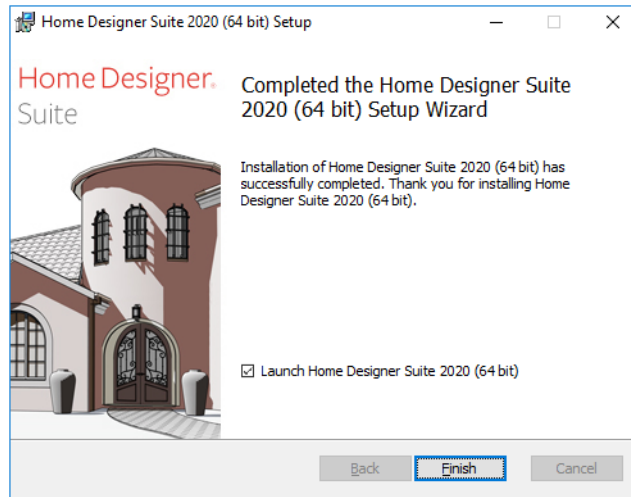 Home Designer Suite 2020 (64 bit) Setup
Home Designer®
Suite
Completed the Home Designer Suite
2020 (64 bit) Setup Wizard
Installation of Home Designer Suite 2020 (64 bit) has
successfully completed. Thank you for installing Home
Designer Suite 2020 (64 bit).
Launch Home Designer Suite 2020 (64 bit)
Back
Finish
Cancel